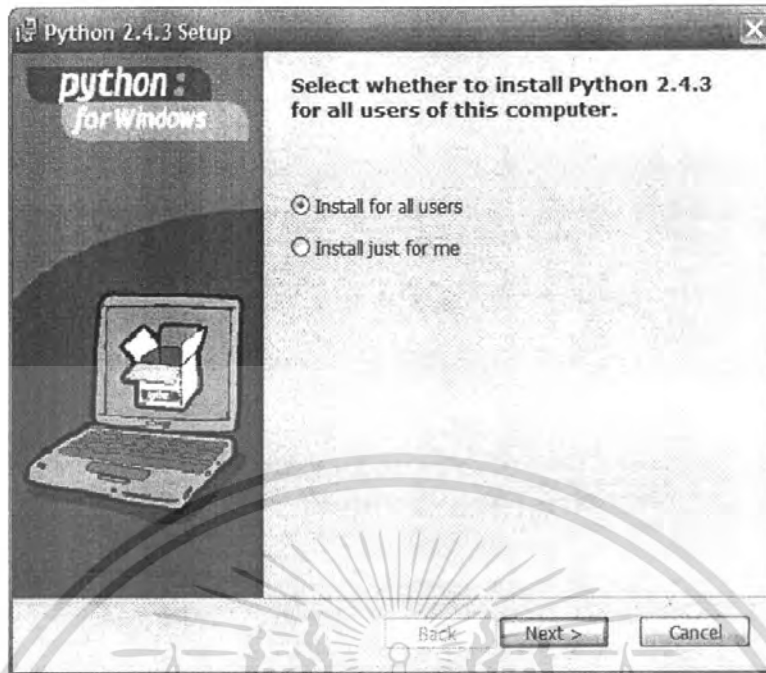 Python 2.4.3 Setup
python
for Windows
Select whether to install Python 2.4.3
for all users of this computer.
Install for all users
Install just for me
Back
Next >
Cancel